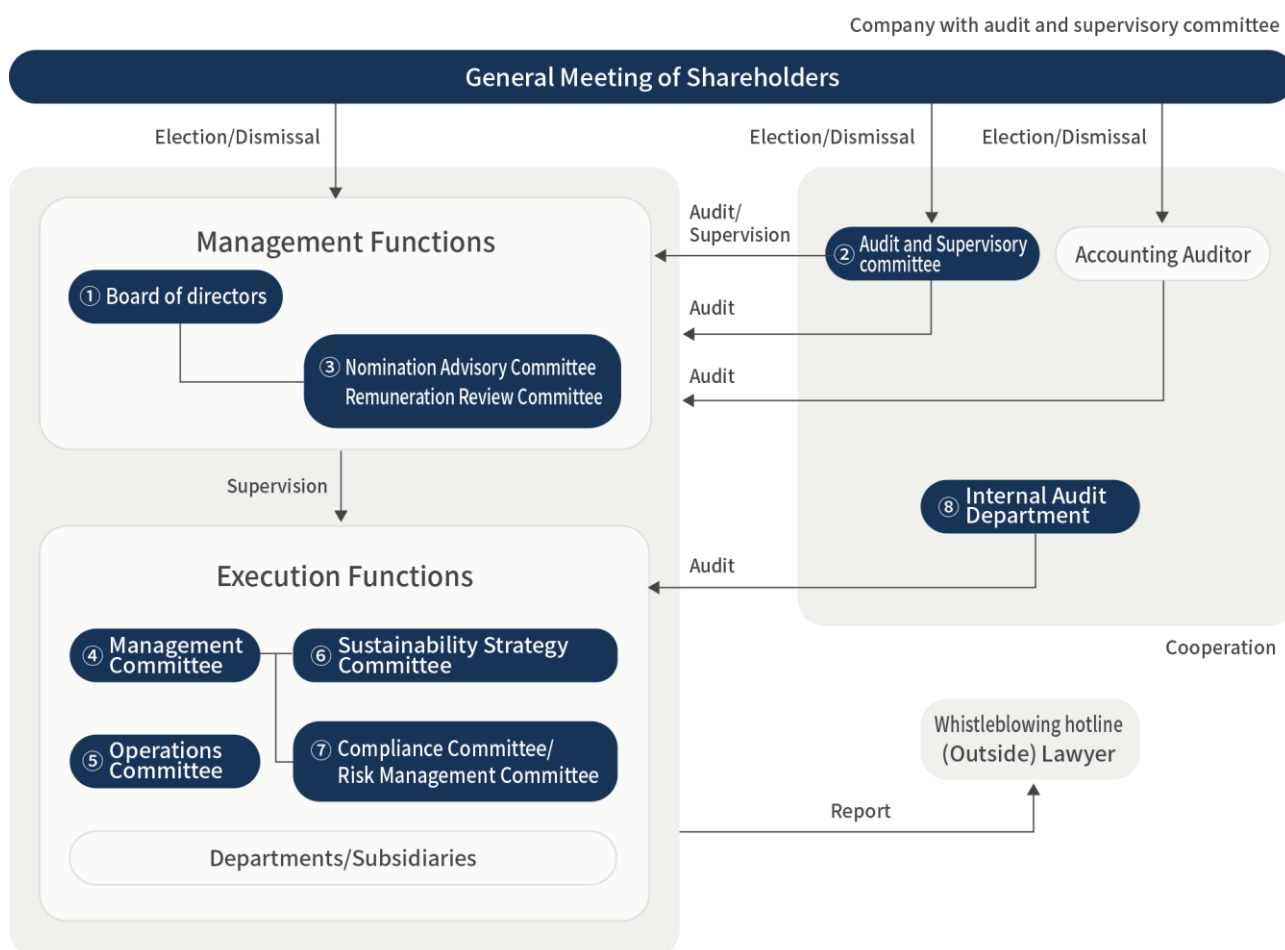 Company with audit and supervisory committee
General Meeting of Shareholders
Election/Dismissal
Election/Dismissal
Election/Dismissal
Management Functions
① Board of directors
③ Nomination Advisory Committee
Remuneration Review Committee
Audit/
Supervision
② Audit and Supervisory
committee
Accounting Auditor
Audit
Audit
Supervision
⑧ Internal Audit
Department
Audit
Execution Functions
④ Management
Committee
⑥ Sustainability Strategy
Committee
⑤ Operations
Committee
⑦ Compliance Committee/
Risk Management Committee
Departments/Subsidiaries
Cooperation
Whistleblowing hotline
(Outside) Lawyer
Report